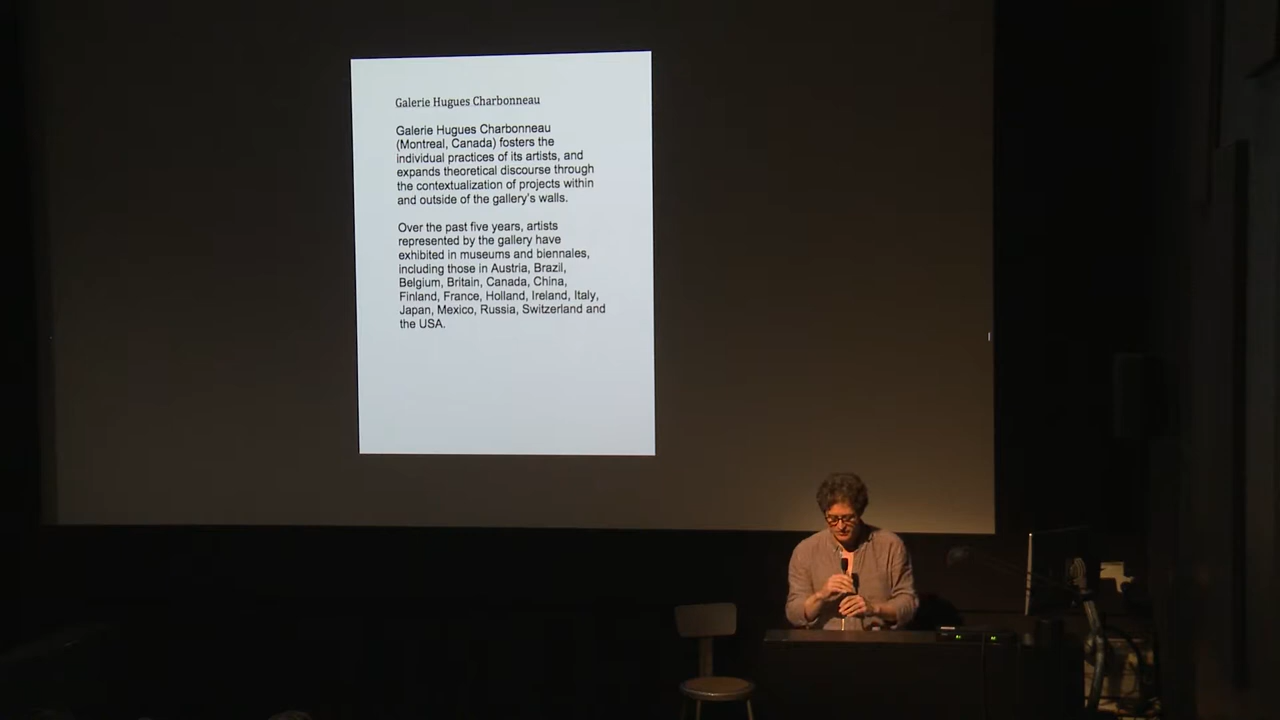 Galerie Hugues Charbonneau
Galerie Hugues Charbonneau
(Montreal, Canada) fosters the
individual practices of its artists, and
expands theoretical discourse through
the contextualization of projects within
and outside of the gallery's walls.
Over the past five years, artists
represented by the gallery have
exhibited in museums and biennales,
including those in Austria, Brazil,
Belgium, Britain, Canada, China,
Finland, France, Holland, Ireland, Italy,
Japan, Mexico, Russia, Switzerland and
the USA.